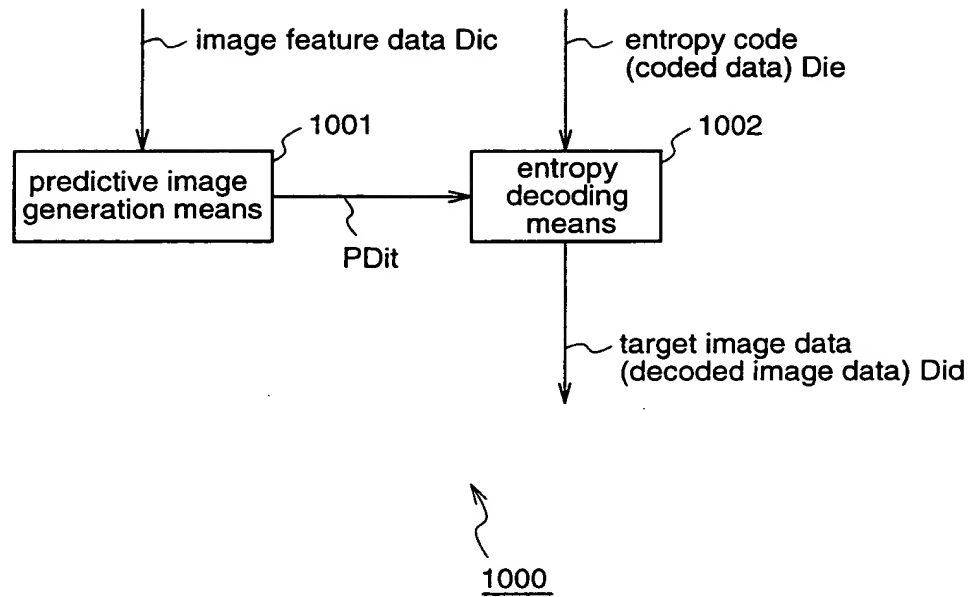 image feature data Dic
entropy code
(coded data) Die
1001
1002
predictive image
generation means
entropy
decoding
means
PDit
target image data
(decoded image data) Did
1000